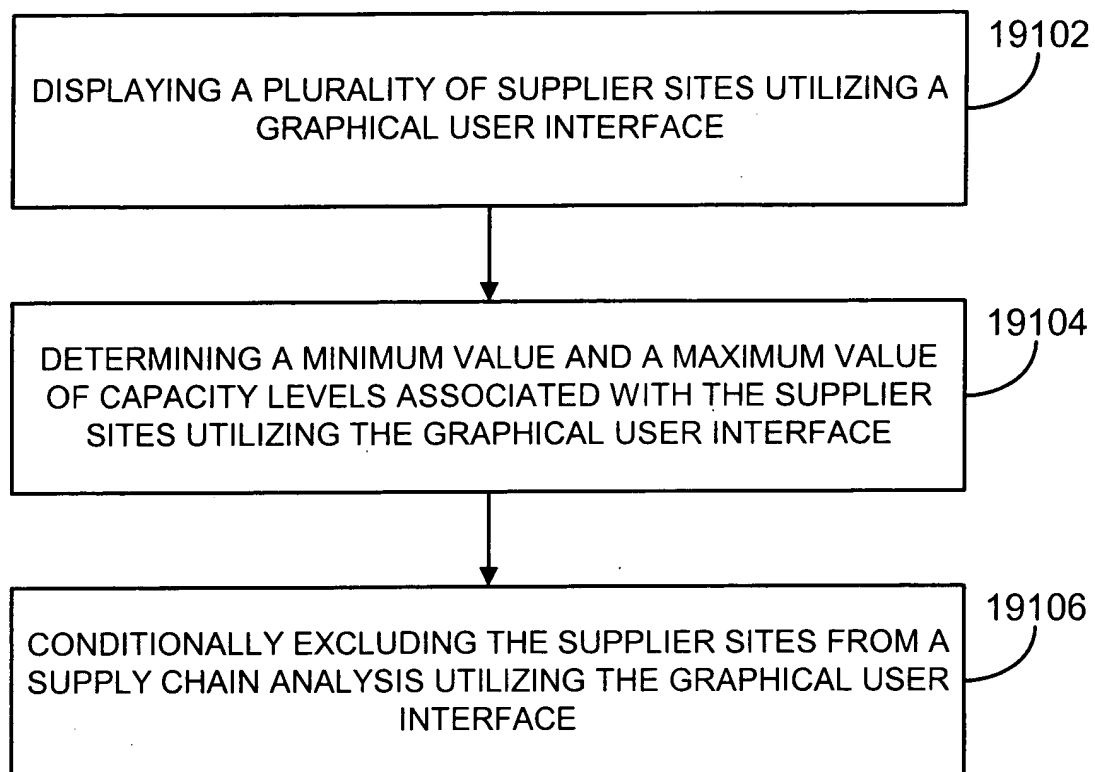 19102
DISPLAYING A PLURALITY OF SUPPLIER SITES UTILIZING A
GRAPHICAL USER INTERFACE
19104
DETERMINING A MINIMUM VALUE AND A MAXIMUM VALUE
OF CAPACITY LEVELS ASSOCIATED WITH THE SUPPLIER
SITES UTILIZING THE GRAPHICAL USER INTERFACE
19106
CONDITIONALLY EXCLUDING THE SUPPLIER SITES FROM A
SUPPLY CHAIN ANALYSIS UTILIZING THE GRAPHICAL USER
INTERFACE